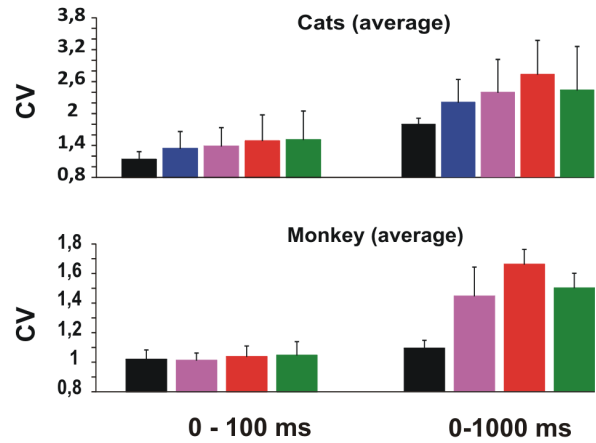 Cats (average)
3,8
3,2
2,6
2
1,4
0,8
CV
Monkey (average)
1,8
1,6
1,4
1,2
1
0,8
CV
0 - 100 ms
0-1000 ms